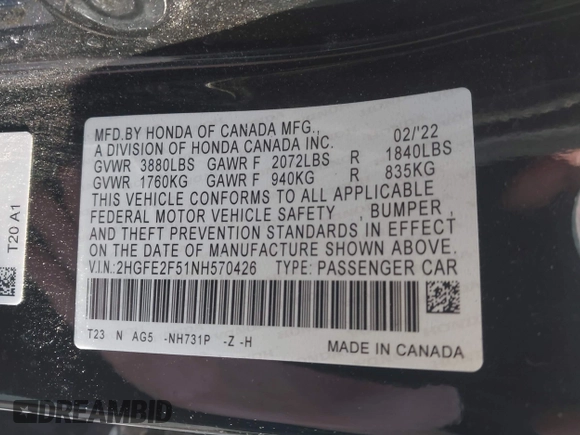 MFD.BY HONDA OF CANADA MFG., 02/'22
A DIVISION OF HONDA CANADA INC.
GVWR 3880LBS GAWR F 2072LBS R 1840LBS
GVWR 1760KG GAWR F 940KG R 835KG
THIS VEHICLE CONFORMS TO ALL APPLICABLE
FEDERAL MOTOR VEHICLE SAFETY , BUMPER ,
AND THEFT PREVENTION STANDARDS IN EFFECT
ON THE DATE OF MANUFACTURE SHOWN ABOVE.
V.I.N.:2HGFE2F51NH570426 TYPE: PASSENGER CAR
T23 N AG5 -NH731P -Z -H
MADE IN CANADA
T20 A1
DREAMBID